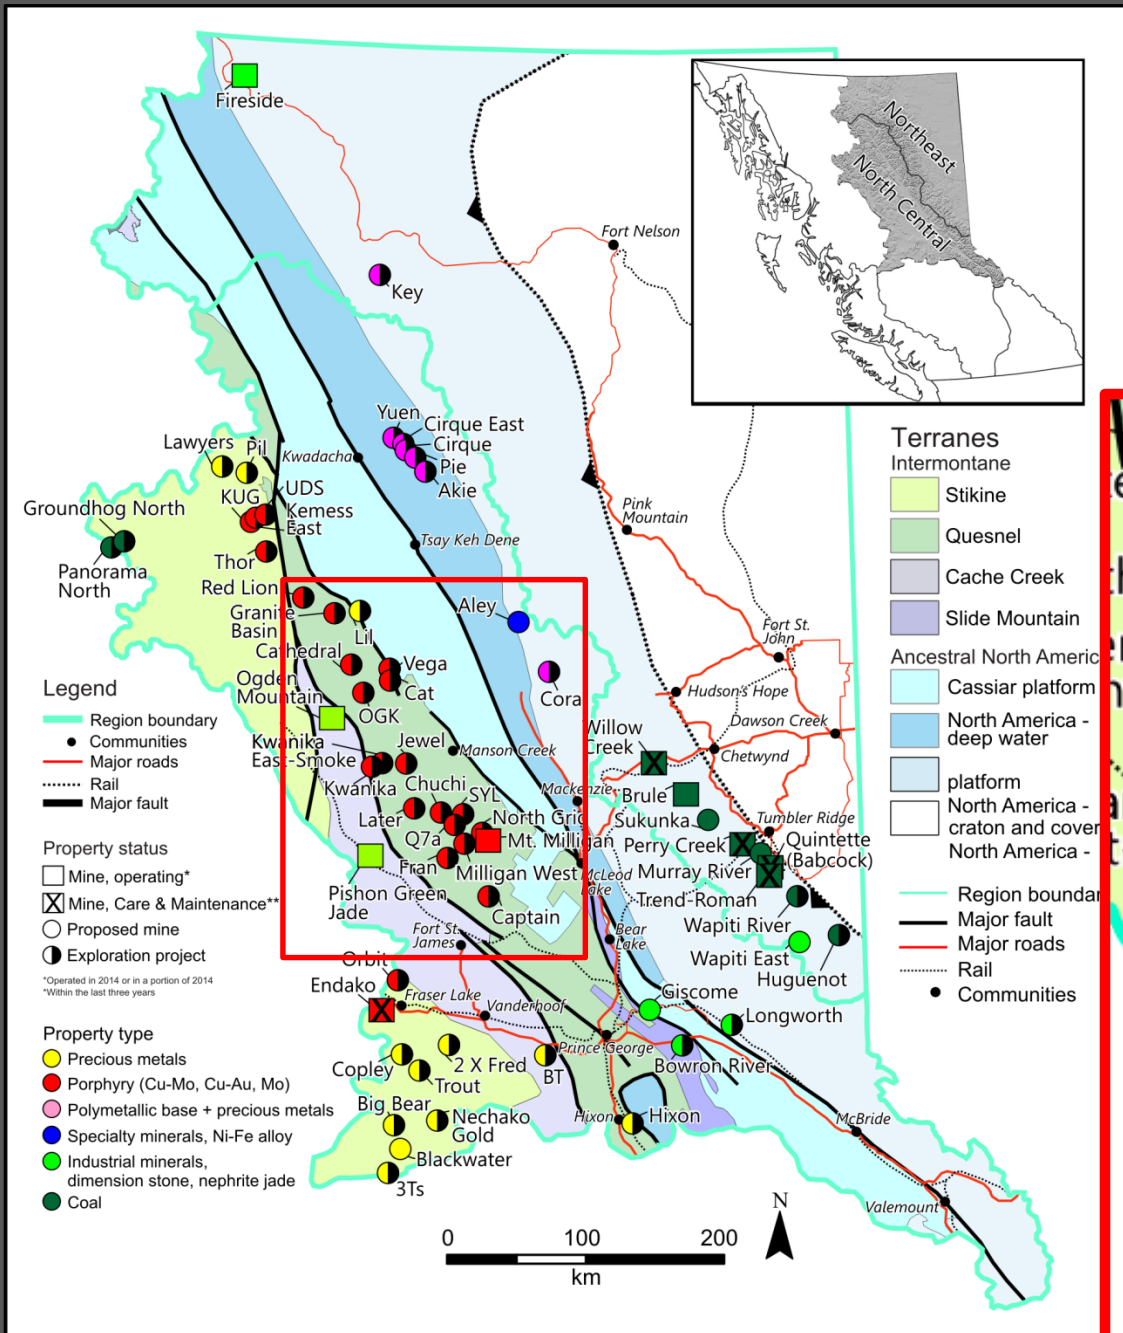 Fireside
Northeast
North Central
Fort Nelson
Key
Yuen
Cirque East
Cirque
Pie
Akie
Kwadacha
Lawyers
Pil
UDS
KUG
Kemess
East
Groundhog North
Panorama
North
Thor
Tsay Keh Dene
Pink
Mountain
Red Lion
Granite
Basin
Lil
Aley
Fort St.
John
Cathedral
Vega
Cat
Ogden
Mountain
OGK
Cora
Hudson's Hope
Dawson Creek
Willow
Creek
Chetwynd
Kwanika
East-Smoke
Jewel
Manson Creek
Kwanika
Chuchi
SYL
Mackenzie
Brule
Sukunka
Tumbler Ridge
Later
North Grid
Q7a
Mt. Milligan
Perry Creek
Quintette
(Babcock)
Fran
Milligan West
McLeod
Lake
Murray River
Trend-Roman
Pishon Green
Jade
Captain
Wapiti River
Fort St.
James
Bear
Lake
Wapiti East
Huguenot
Orbit
Endako
Fraser Lake
Vanderhoof
Giscome
Longworth
Prince George
Bowron River
Copley
2 X Fred
Trout
BT
Big Bear
Nechako
Gold
Hixon
Hixon
McBride
Blackwater
3Ts
Valemount
Legend
Region boundary
Communities
Major roads
Rail
Major fault
Property status
Mine, operating*
Mine, Care & Maintenance**
Proposed mine
Exploration project
*Operated in 2014 or in a portion of 2014
*Within the last three years
Property type
Precious metals
Porphyry (Cu-Mo, Cu-Au, Mo)
Polymetallic base + precious metals
Specialty minerals, Ni-Fe alloy
Industrial minerals,
dimension stone, nephrite jade
Coal
0 100 200
km
N
Terranes
Intermontane
Stikine
Quesnel
Cache Creek
Slide Mountain
Ancestral North Americ
Cassiar platform
North America -
deep water
platform
North America -
craton and cover
North America -
Region boundar
Major fault
Major roads
Rail
Communities